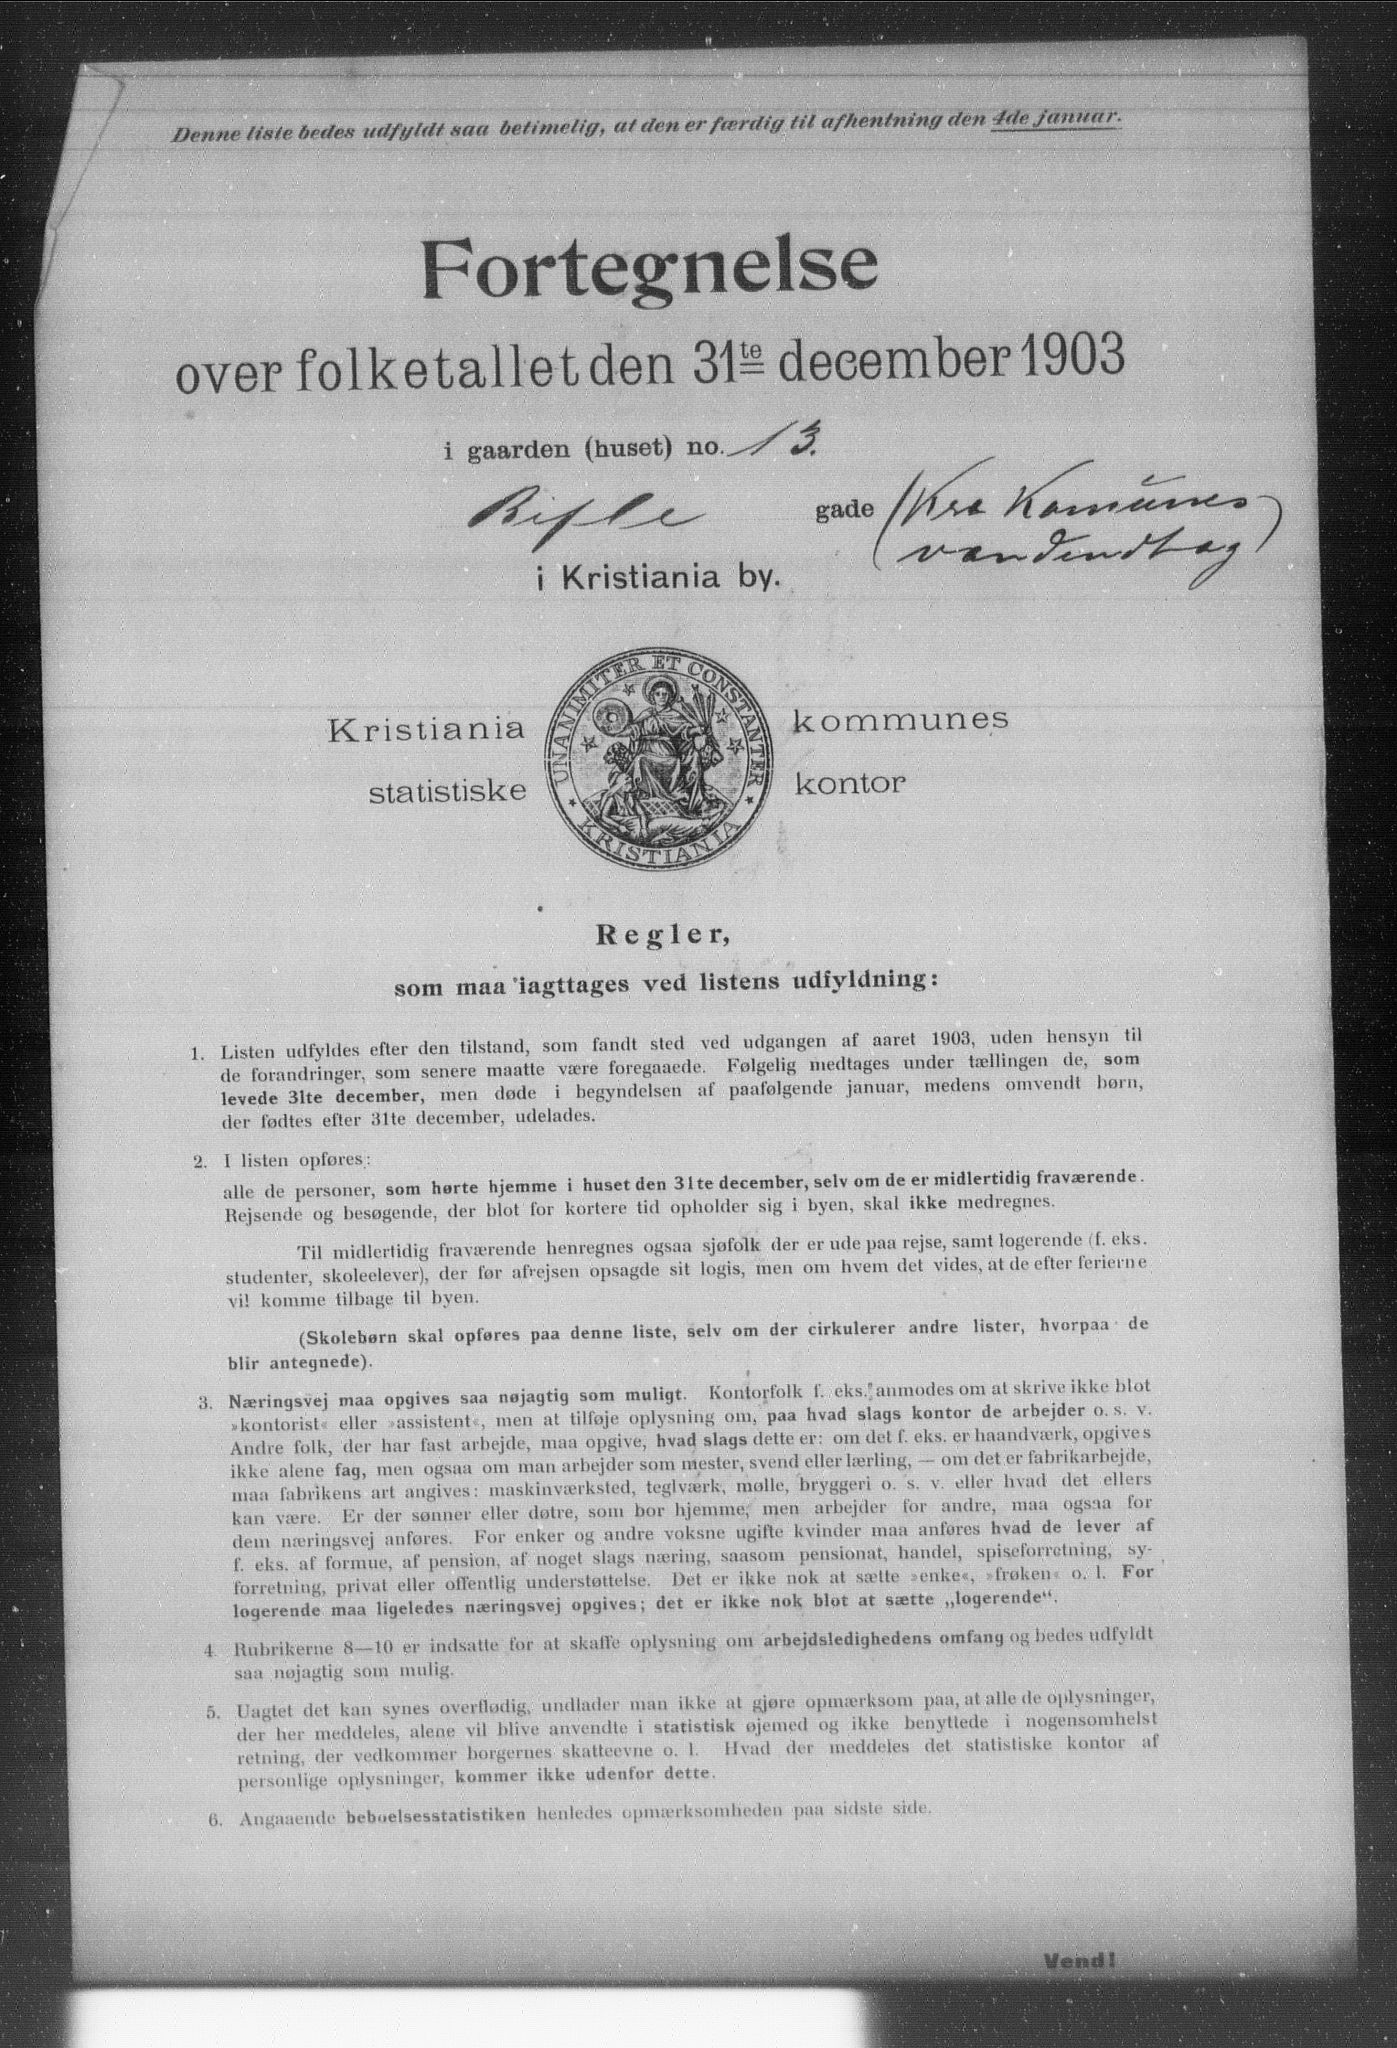 Denne liste bedes udfyldt saa betimelig, at den er færdig til afhentning den 4de januar.
Fortegnelse
over folketallet den 31te december 1903
i gaarden (huset) no. 13.
Rifle gade (Kra Komunes
vandindtag)
i Kristiania by.
Kristiania kommunes
statistiske kontor
UNANIMITER ET CONSTANTER
KRISTIANIA
Regler,
som maa iagttages ved listens udfyldning:
1. Listen udfyldes efter den tilstand, som fandt sted ved udgangen af aaret 1903, uden hensyn til
de forandringer, som senere maatte være foregaaede. Følgelig medtages under tællingen de, som
levede 31te december, men døde i begyndelsen af paafølgende januar, medens omvendt børn,
der fødtes efter 31te december, udelades.
2. I listen opføres:
alle de personer, som hørte hjemme i huset den 31te december, selv om de er midlertidig fraværende.
Rejsende og besøgende, der blot for kortere tid opholder sig i byen, skal ikke medregnes.
Til midlertidig fraværende henregnes ogsaa sjøfolk der er ude paa rejse, samt logerende (f. eks.
studenter, skoleelever), der før afrejsen opsagde sit logis, men om hvem det vides, at de efter ferierne
vil komme tilbage til byen.
(Skolebørn skal opføres paa denne liste, selv om der cirkulerer andre lister, hvorpaa de
blir antegnede).
3. Næringsvej maa opgives saa nøjagtig som muligt. Kontorfolk f. eks. anmodes om at skrive ikke blot
»kontorist« eller »assistent«, men at tilføje oplysning om, paa hvad slags kontor de arbejder o. s. v.
Andre folk, der har fast arbejde, maa opgive, hvad slags dette er: om det f. eks. er haandværk, opgives
ikke alene fag, men ogsaa om man arbejder som mester, svend eller lærling, — om det er fabrikarbejde,
maa fabrikens art angives: maskinværksted, teglværk, mølle, bryggeri o. s. v. eller hvad det ellers
kan være. Er der sønner eller døtre, som bor hjemme, men arbejder for andre, maa ogsaa for
dem næringsvej anføres. For enker og andre voksne ugifte kvinder maa anføres hvad de lever af
f. eks. af formue, af pension, af noget slags næring, saasom pensionat, handel, spiseforretning, sy-
forretning, privat eller offentlig understøttelse. Det er ikke nok at sætte »enke«, »frøken« o. l. For
logerende maa ligeledes næringsvej opgives; det er ikke nok blot at sætte „logerende“.
4. Rubrikerne 8—10 er indsatte for at skaffe oplysning om arbejdsledighedens omfang og bedes udfyldt
saa nøjagtig som mulig.
5. Uagtet det kan synes overflødig, undlader man ikke at gjøre opmærksom paa, at alle de oplysninger,
der her meddeles, alene vil blive anvendte i statistisk øjemed og ikke benyttede i nogensomhelst
retning, der vedkommer borgernes skatteevne o. l. Hvad der meddeles det statistiske kontor af
personlige oplysninger, kommer ikke udenfor dette.
6. Angaaende beboelsesstatistiken henledes opmærksomheden paa sidste side.
Vend!